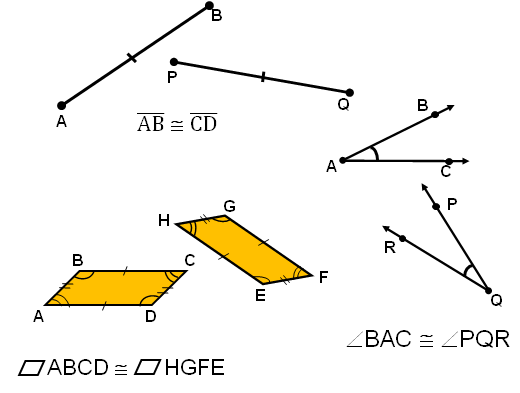 B
P
Q
A
AB ≅ CD
B
A
C
P
R
Q
∠BAC ≅ ∠PQR
G
H
F
E
B
C
A
D
▱ABCD ≅ ▱HGFE